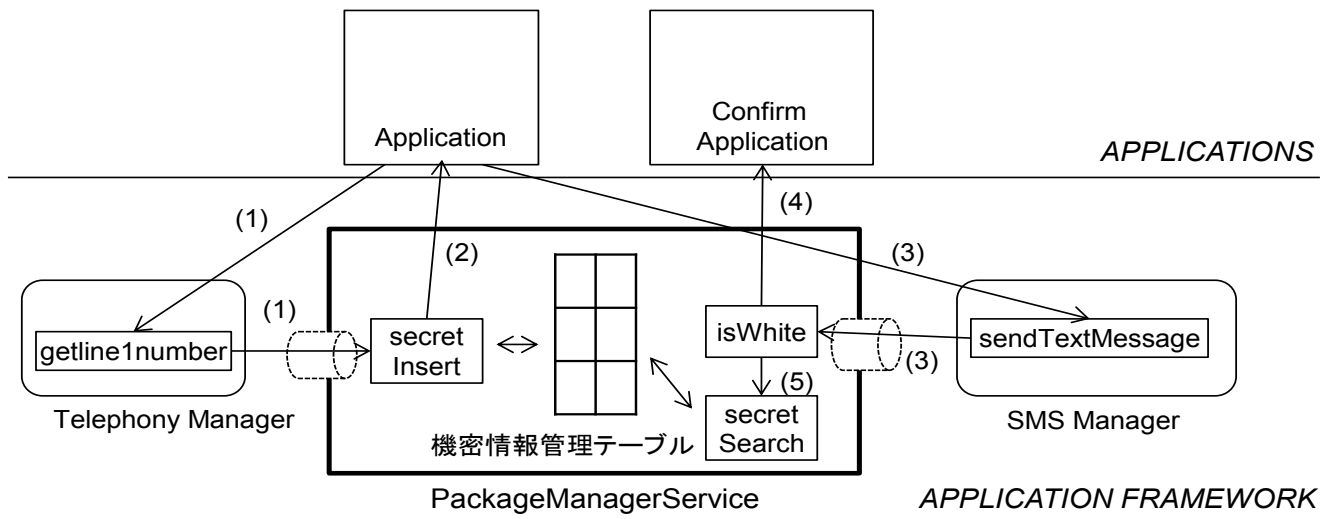 Application
Confirm
Application
APPLICATIONS
(1)
(2)
(4)
(3)
(1)
getline1number
secret
Insert
isWhite
(3)
sendTextMessage
(5)
secret
Search
Telephony Manager
機密情報管理テーブル
SMS Manager
PackageManagerService
APPLICATION FRAMEWORK